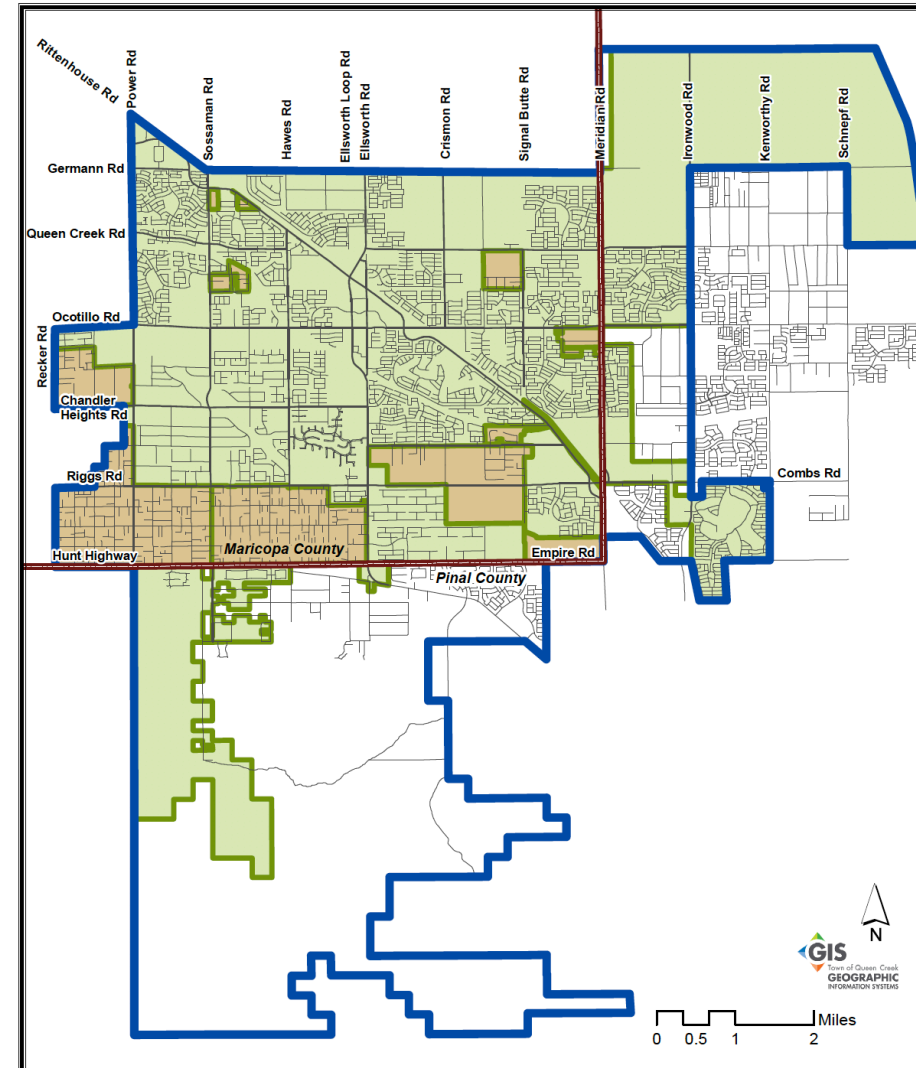 Rittenhouse Rd
Power Rd
Sossaman Rd
Hawes Rd
Ellsworth Loop Rd
Ellsworth Rd
Crismon Rd
Signal Butte Rd
Meridian Rd
Ironwood Rd
Kenworthy Rd
Schnepf Rd
Germann Rd
Queen Creek Rd
Ocotillo Rd
Recker Rd
Chandler
Heights Rd
Riggs Rd
Combs Rd
Hunt Highway
Maricopa County
Empire Rd
Pinal County
N
GIS
Town of Queen Creek
GEOGRAPHIC
INFORMATION SYSTEMS
Miles
0 0.5 1 2